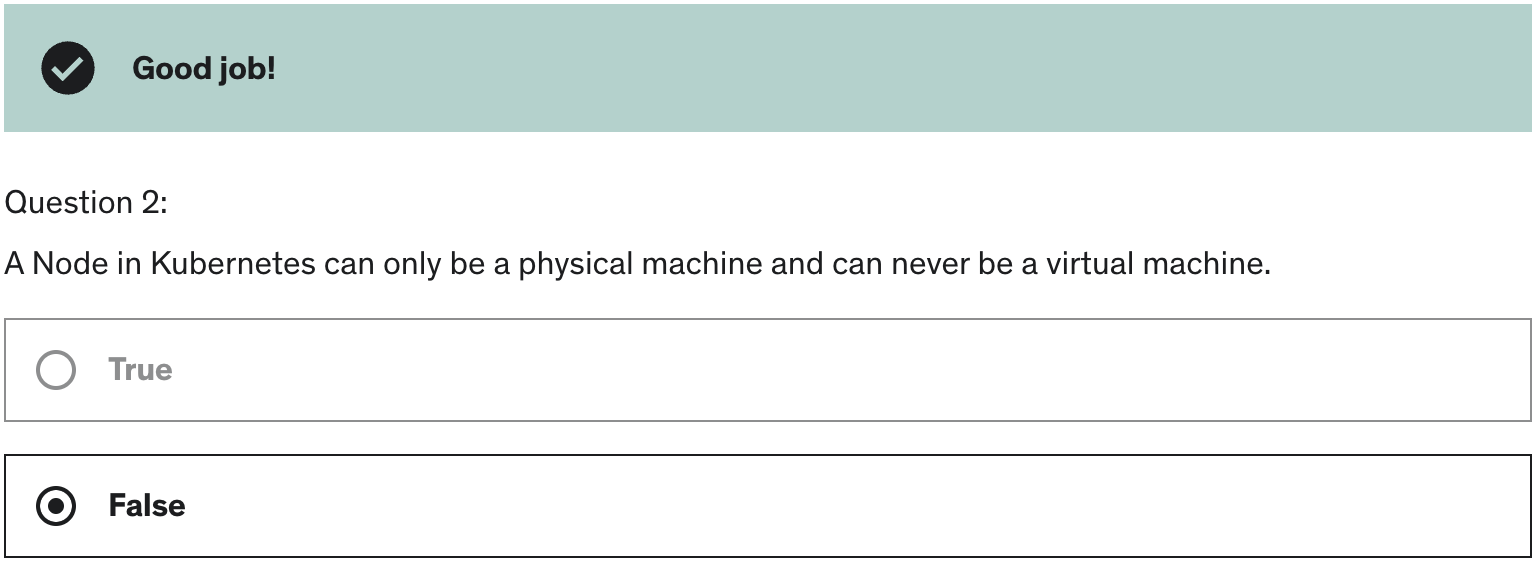 Good job!
Question 2:
A Node in Kubernetes can only be a physical machine and can never be a virtual machine.
True
False